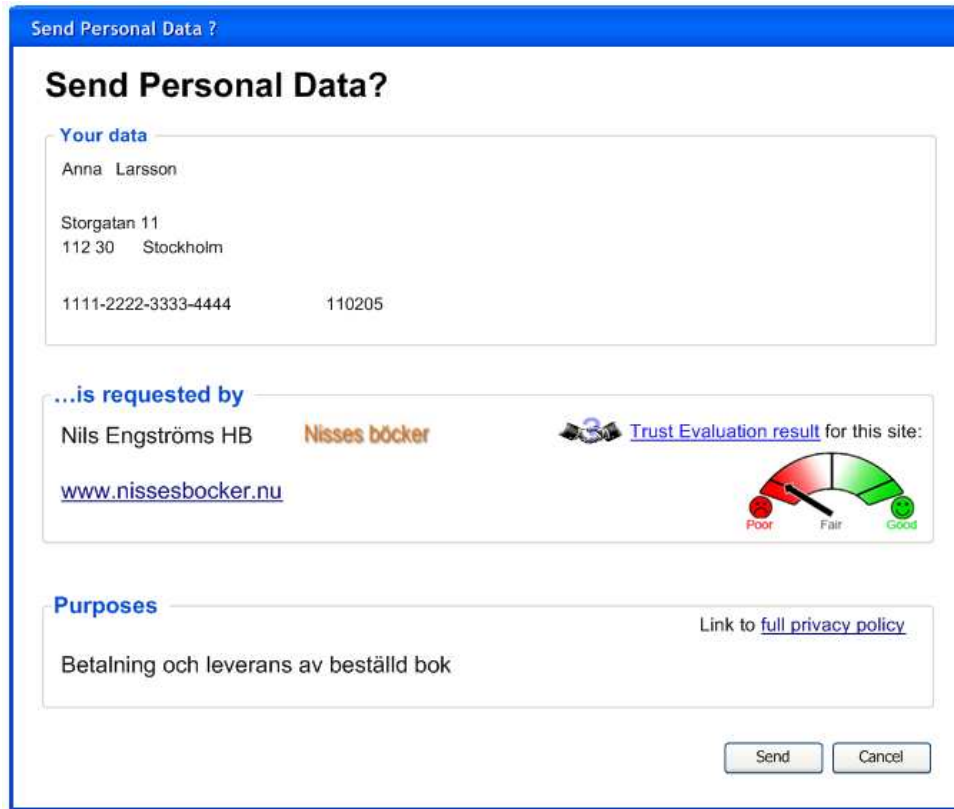 Send Personal Data ?
Send Personal Data?
Your data
Anna Larsson
Storgatan 11
112 30 Stockholm
1111-2222-3333-4444 110205
...is requested by
Nils Engströms HB Nisses böcker 3 Trust Evaluation result for this site:
www.nissesbocker.nu
Poor Fair Good
Purposes
Link to full privacy policy
Betalning och leverans av beställd bok
Send Cancel